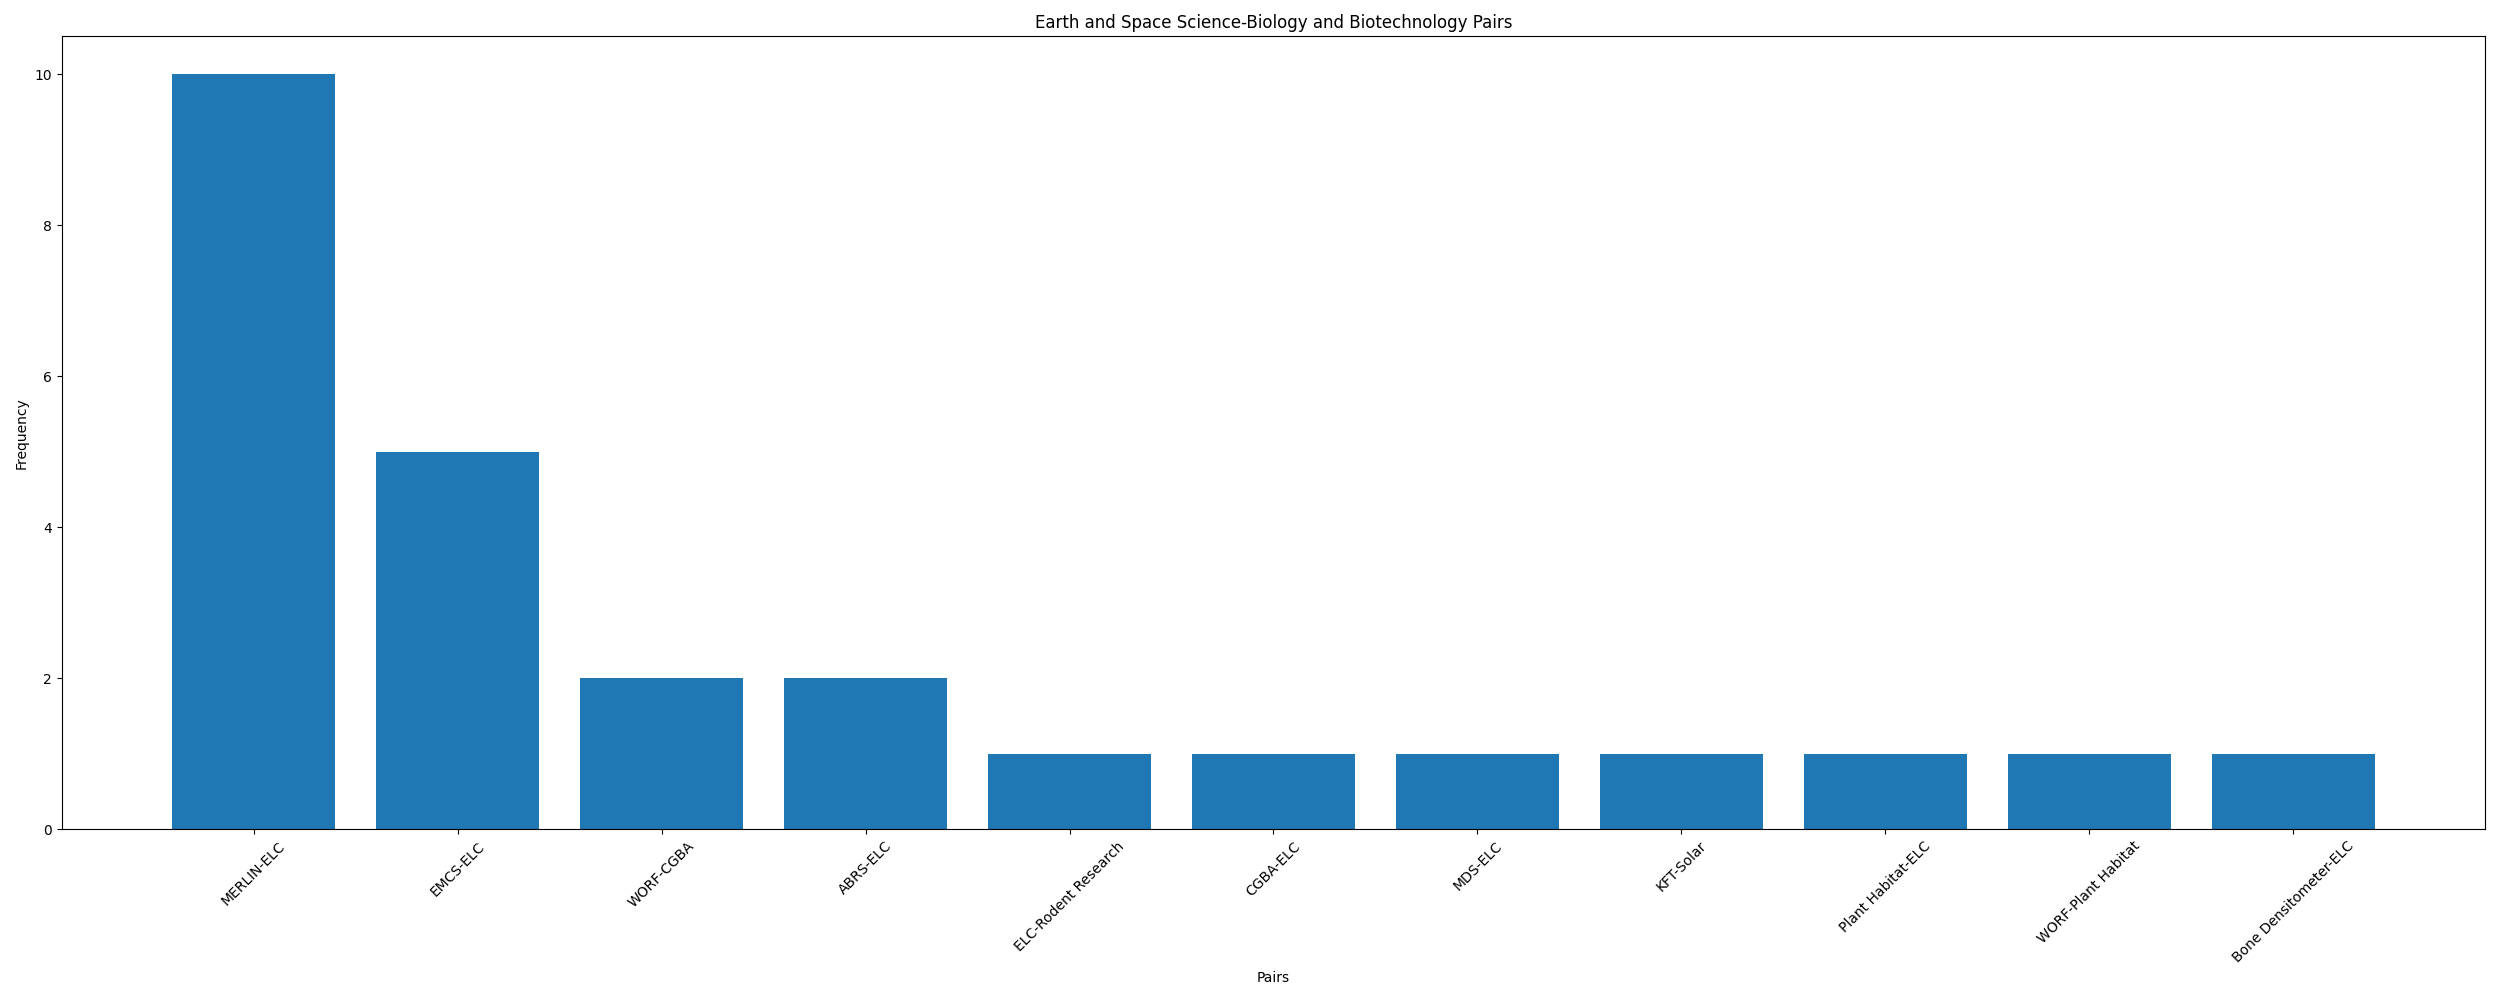 Earth and Space Science-Biology and Biotechnology Pairs
Frequency
10
8
6
4
2
0
MERLIN-ELC
EMCS-ELC
WORF-CGBA
ABRS-ELC
ELC-Rodent Research
CGBA-ELC
MDS-ELC
KFT-Solar
Plant Habitat-ELC
WORF-Plant Habitat
Bone Densitometer-ELC
Pairs